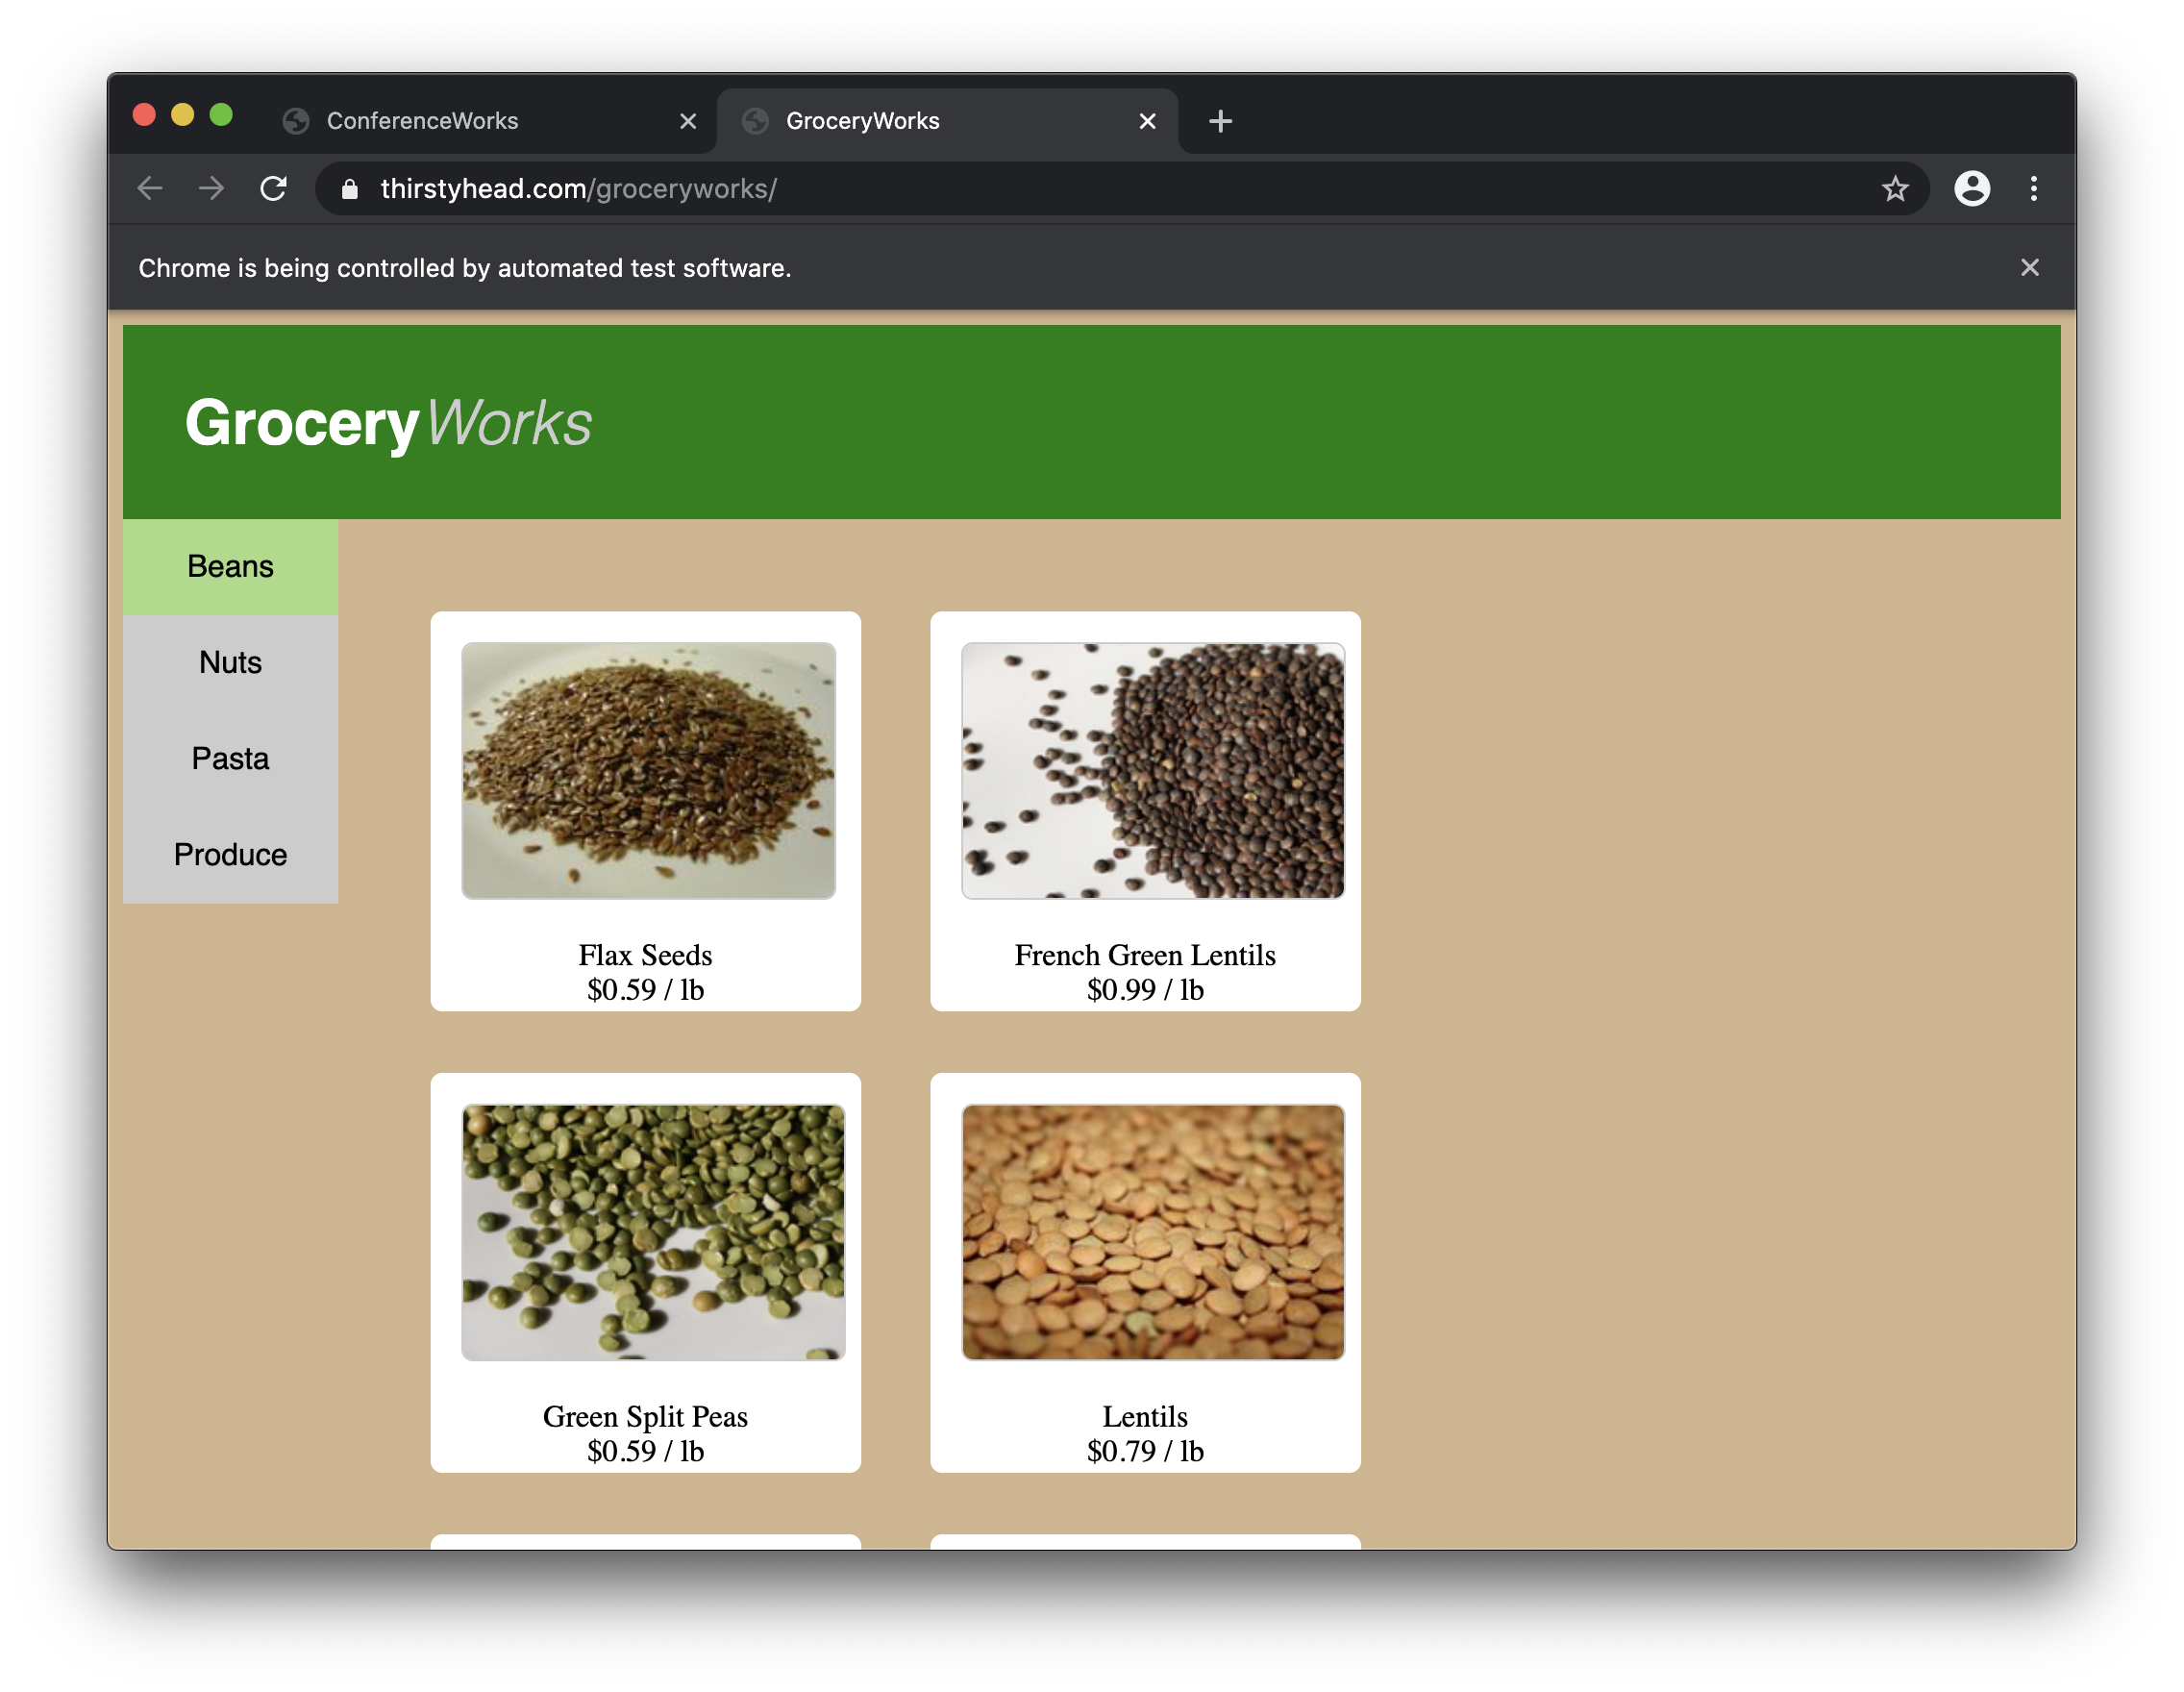 ConferenceWorks
GroceryWorks
thirstyhead.com/groceryworks/
Chrome is being controlled by automated test software.
GroceryWorks
Beans
Nuts
Pasta
Produce
Flax Seeds
$0.59 / lb
French Green Lentils
$0.99 / lb
Green Split Peas
$0.59 / lb
Lentils
$0.79 / lb